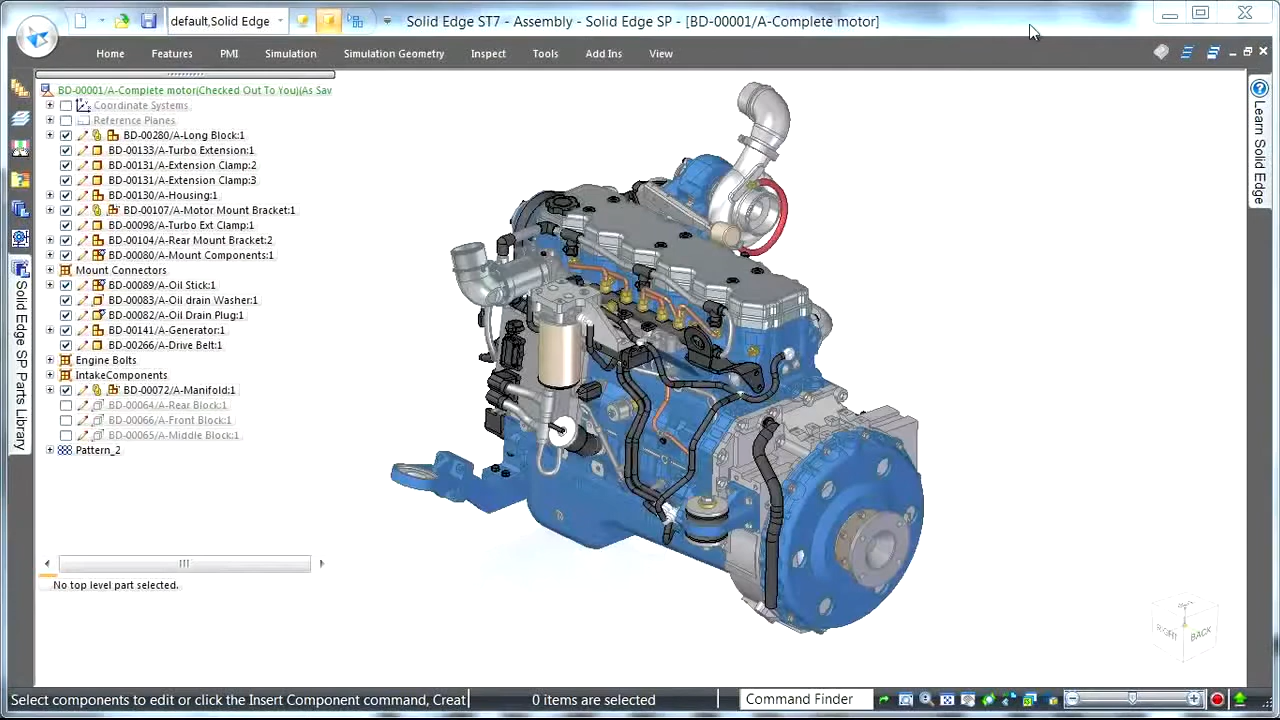 default,Solid Edge
Solid Edge ST7 - Assembly - Solid Edge SP - [BD-00001/A-Complete motor]
Home Features PMI Simulation Simulation Geometry Inspect Tools Add Ins View
BD-00001/A-Complete motor(Checked Out To You)(As Sav
Coordinate Systems
Reference Planes
BD-00280/A-Long Block:1
BD-00133/A-Turbo Extension:1
BD-00131/A-Extension Clamp:2
BD-00131/A-Extension Clamp:3
BD-00130/A-Housing:1
BD-00107/A-Motor Mount Bracket:1
BD-00098/A-Turbo Ext Clamp:1
BD-00104/A-Rear Mount Bracket:2
BD-00080/A-Mount Components:1
Mount Connectors
BD-00089/A-Oil Stick:1
BD-00083/A-Oil drain Washer:1
BD-00082/A-Oil Drain Plug:1
BD-00141/A-Generator:1
BD-00266/A-Drive Belt:1
Engine Bolts
IntakeComponents
BD-00072/A-Manifold:1
BD-00064/A-Rear Block:1
BD-00066/A-Front Block:1
BD-00065/A-Middle Block:1
Pattern_2
No top level part selected.
Solid Edge SP Parts Library
Learn Solid Edge
BACK
Select components to edit or click the Insert Component command, Creat
0 items are selected
Command Finder